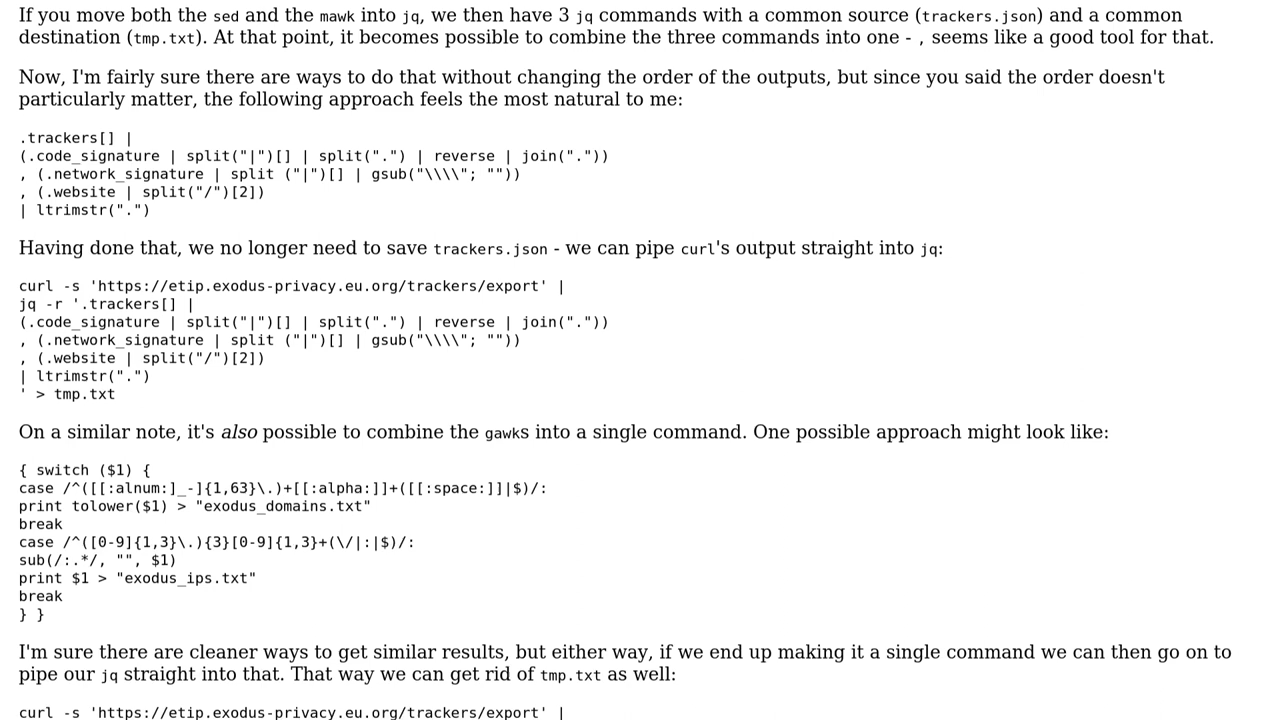 If you move both the sed and the mawk into jq, we then have 3 jq commands with a common source (trackers.json) and a common
destination (tmp.txt). At that point, it becomes possible to combine the three commands into one - , seems like a good tool for that.
Now, I'm fairly sure there are ways to do that without changing the order of the outputs, but since you said the order doesn't
particularly matter, the following approach feels the most natural to me:
.trackers[] |
(.code_signature | split("|")[] | split(".") | reverse | join("."))
, (.network_signature | split ("|")[] | gsub("\\\\"; ""))
, (.website | split("/")[2])
| ltrimstr(".")
Having done that, we no longer need to save trackers.json - we can pipe curl's output straight into jq:
curl -s 'https://etip.exodus-privacy.eu.org/trackers/export' |
jq -r '.trackers[] |
(.code_signature | split("|")[] | split(".") | reverse | join("."))
, (.network_signature | split ("|")[] | gsub("\\\\"; ""))
, (.website | split("/")[2])
| ltrimstr(".")
' > tmp.txt
On a similar note, it's also possible to combine the gawks into a single command. One possible approach might look like:
{ switch ($1) {
case /^([[:alnum:]_-]{1,63}\.)+[[:alpha:]]+([[:space:]]|$)/:
print tolower($1) > "exodus_domains.txt"
break
case /^([0-9]{1,3}\.){3}[0-9]{1,3}+(\/|:|$)/:
sub(/:.*/, "", $1)
print $1 > "exodus_ips.txt"
break
} }
I'm sure there are cleaner ways to get similar results, but either way, if we end up making it a single command we can then go on to
pipe our jq straight into that. That way we can get rid of tmp.txt as well:
curl -s 'https://etip.exodus-privacy.eu.org/trackers/export' |